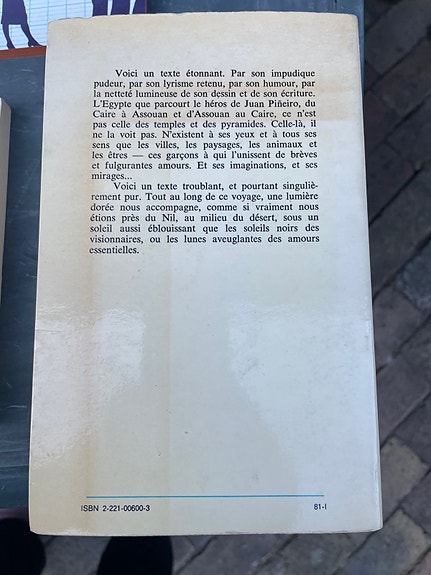 Voici un texte étonnant. Par son impudique
pudeur, par son lyrisme retenu, par son humour, par
la netteté lumineuse de son dessin et de son écriture.
L'Egypte que parcourt le héros de Juan Piñeiro, du
Caire à Assouan et d'Assouan au Caire, ce n'est
pas celle des temples et des pyramides. Celle-là, il
ne la voit pas. N'existent à ses yeux et à tous ses
sens que les villes, les paysages, les animaux et
les êtres — ces garçons à qui l'unissent de brèves
et fulgurantes amours. Et ses imaginations, et ses
mirages...
Voici un texte troublant, et pourtant singuliè-
rement pur. Tout au long de ce voyage, une lumière
dorée nous accompagne, comme si vraiment nous
étions près du Nil, au milieu du désert, sous un
soleil aussi éblouissant que les soleils noirs des
visionnaires, ou les lunes aveuglantes des amours
essentielles.
ISBN 2-221-00600-3 81-I